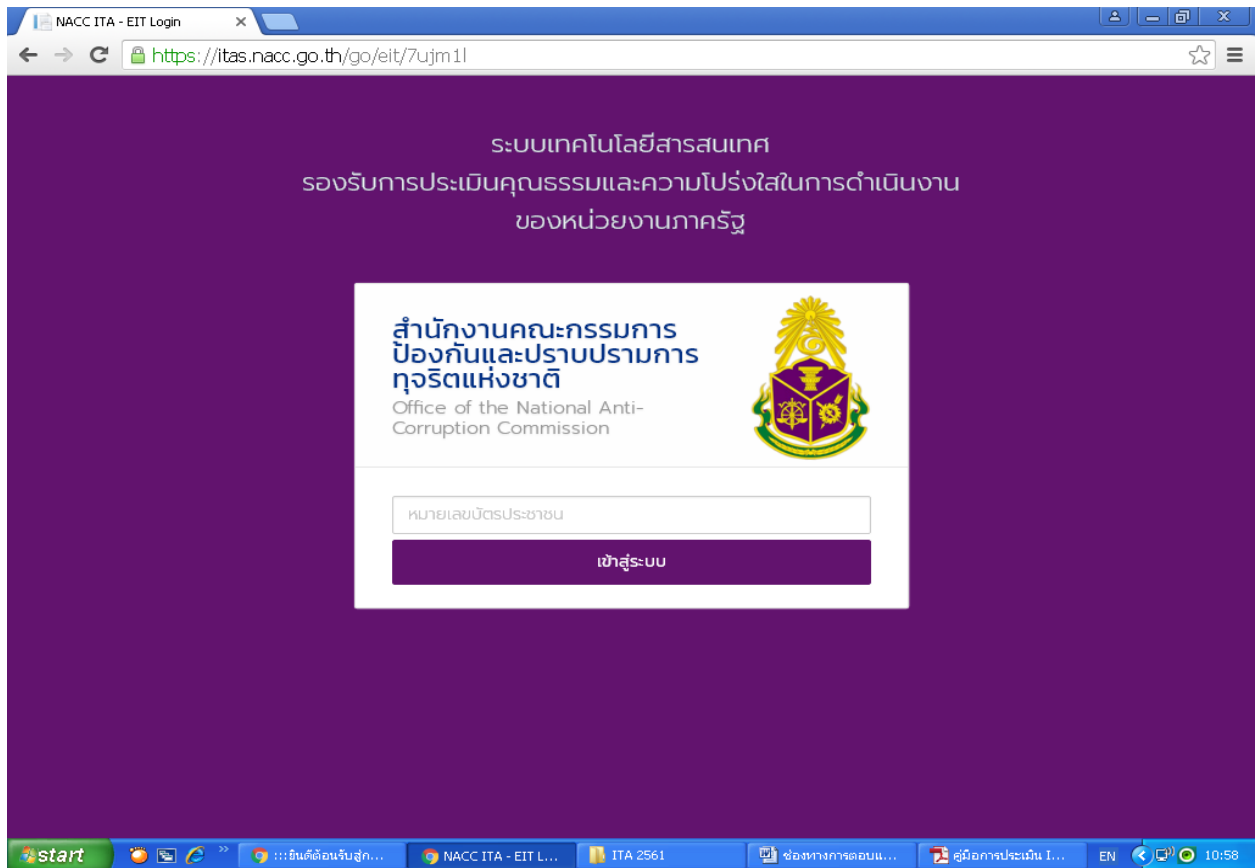 NACC ITA - EIT Login
https://itas.nacc.go.th/go/eit/7ujm1l
ระบบเทคโนโลยีสารสนเทศ
รองรับการประเมินคุณธรรมและความโปร่งใสในการดำเนินงาน
ของหน่วยงานภาครัฐ
สำนักงานคณะกรรมการ
ป้องกันและปราบปรามการ
ทุจริตแห่งชาติ
Office of the National Anti-
Corruption Commission
หมายเลขบัตรประชาชน
เข้าสู่ระบบ
start
:::ยินดีต้อนรับสู่ก...
NACC ITA - EIT L...
ITA 2561
ช่องทางการตอบแ...
คู่มือการประเมิน I...
EN
10:58